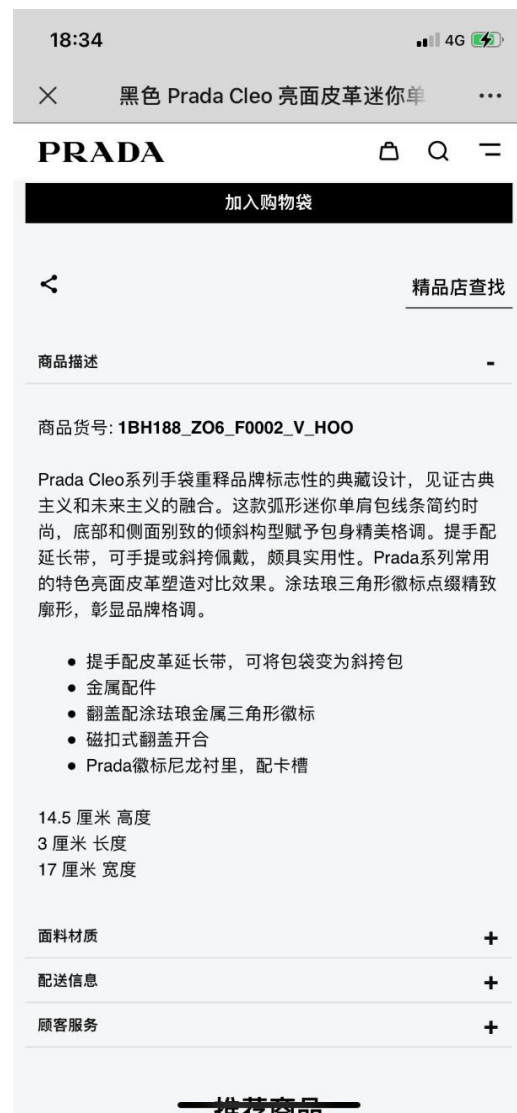 18:34
4G
黑色 Prada Cleo 亮面皮革迷你单
PRADA
加入购物袋
精品店查找
商品描述 -
商品货号: 1BH188_ZO6_F0002_V_HOO
Prada Cleo系列手袋重释品牌标志性的典藏设计，见证古典
主义和未来主义的融合。这款弧形迷你单肩包线条简约时
尚，底部和侧面别致的倾斜构型赋予包身精美格调。提手配
延长带，可手提或斜挎佩戴，颇具实用性。Prada系列常用
的特色亮面皮革塑造对比效果。涂珐琅三角形徽标点缀精致
廓形，彰显品牌格调。
• 提手配皮革延长带，可将包袋变为斜挎包
• 金属配件
• 翻盖配涂珐琅金属三角形徽标
• 磁扣式翻盖开合
• Prada徽标尼龙衬里，配卡槽
14.5 厘米 高度
3 厘米 长度
17 厘米 宽度
面料材质 +
配送信息 +
顾客服务 +
推荐商品